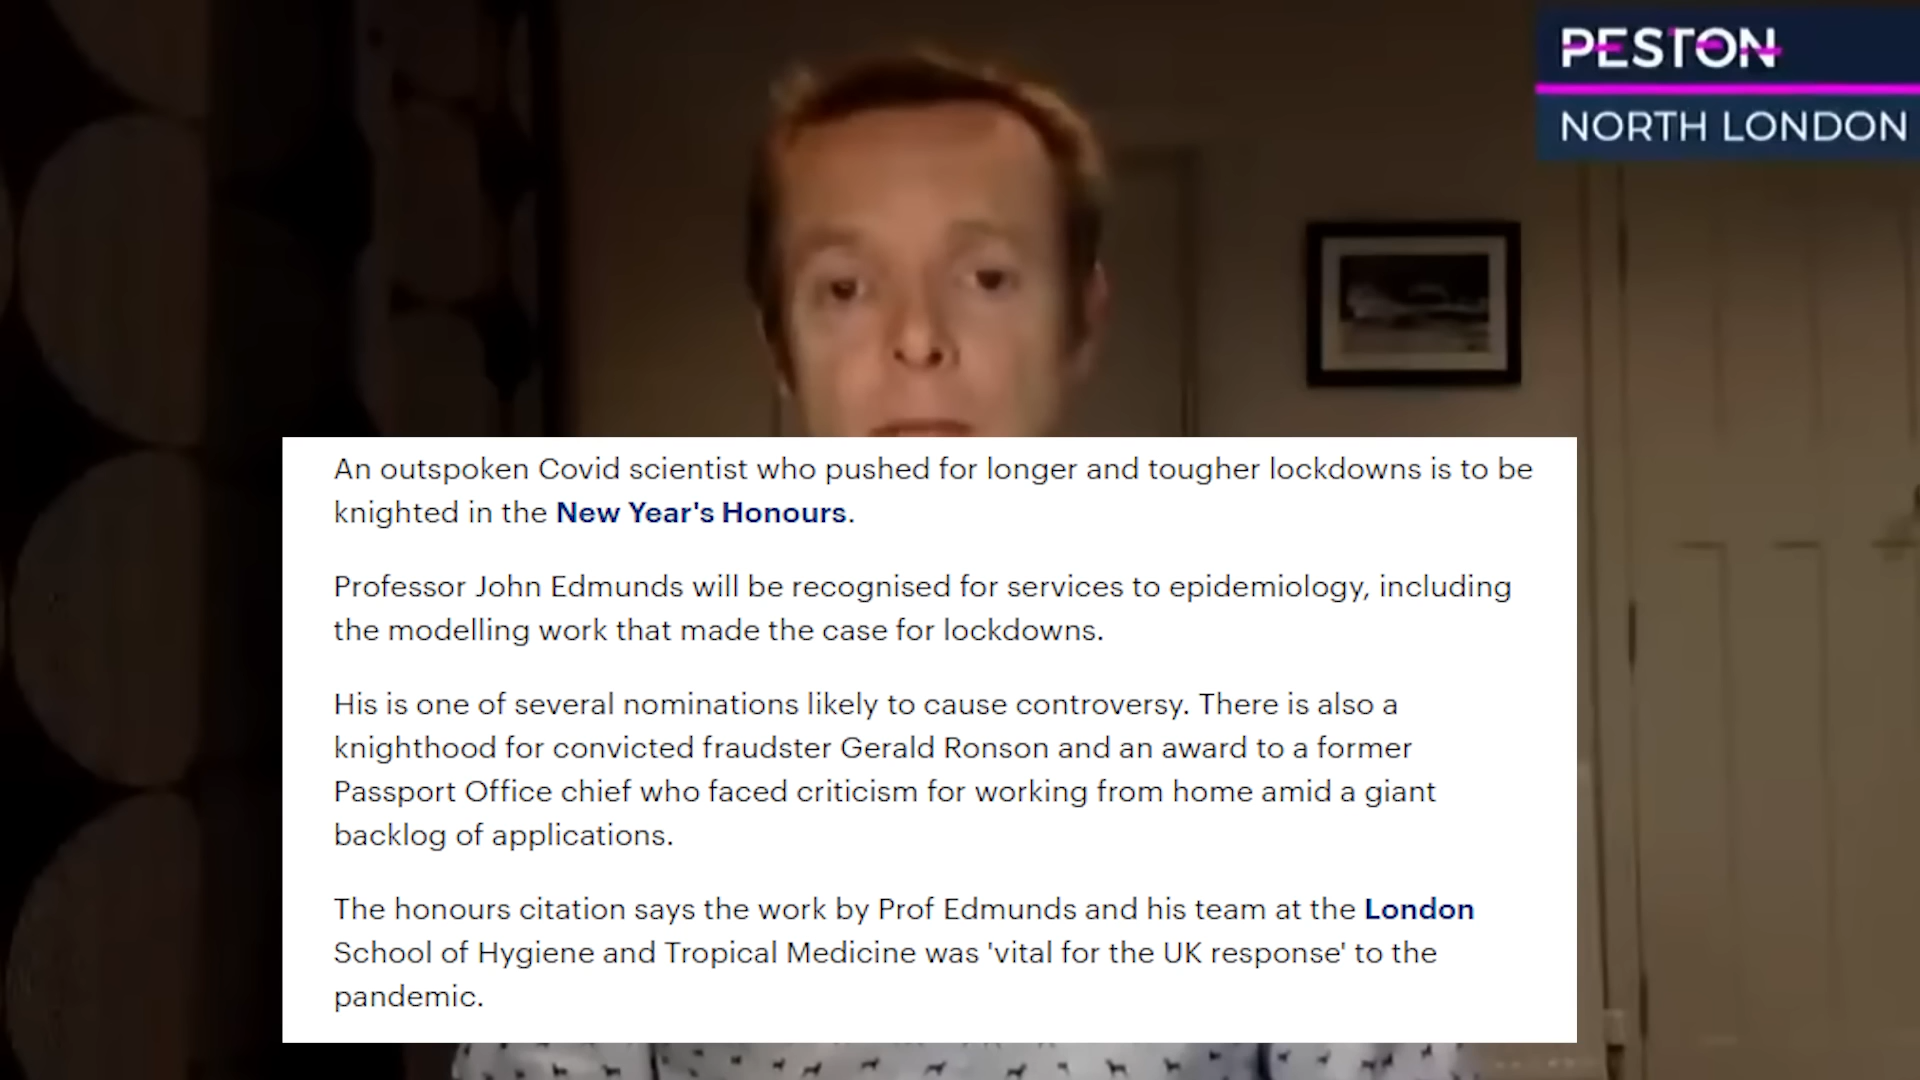 PESTON
NORTH LONDON
An outspoken Covid scientist who pushed for longer and tougher lockdowns is to be
knighted in the New Year's Honours.
Professor John Edmunds will be recognised for services to epidemiology, including
the modelling work that made the case for lockdowns.
His is one of several nominations likely to cause controversy. There is also a
knighthood for convicted fraudster Gerald Ronson and an award to a former
Passport Office chief who faced criticism for working from home amid a giant
backlog of applications.
The honours citation says the work by Prof Edmunds and his team at the London
School of Hygiene and Tropical Medicine was 'vital for the UK response' to the
pandemic.